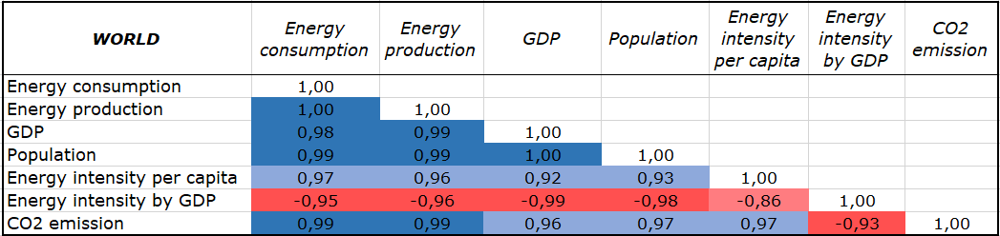 WORLD Energy consumption Energy production GDP Population Energy intensity per capita Energy intensity by GDP CO2 emission
Energy consumption 1,00
Energy production 1,00 1,00
GDP 0,98 0,99 1,00
Population 0,99 0,99 1,00 1,00
Energy intensity per capita 0,97 0,96 0,92 0,93 1,00
Energy intensity by GDP -0,95 -0,96 -0,99 -0,98 -0,86 1,00
CO2 emission 0,99 0,99 0,96 0,97 0,97 -0,93 1,00